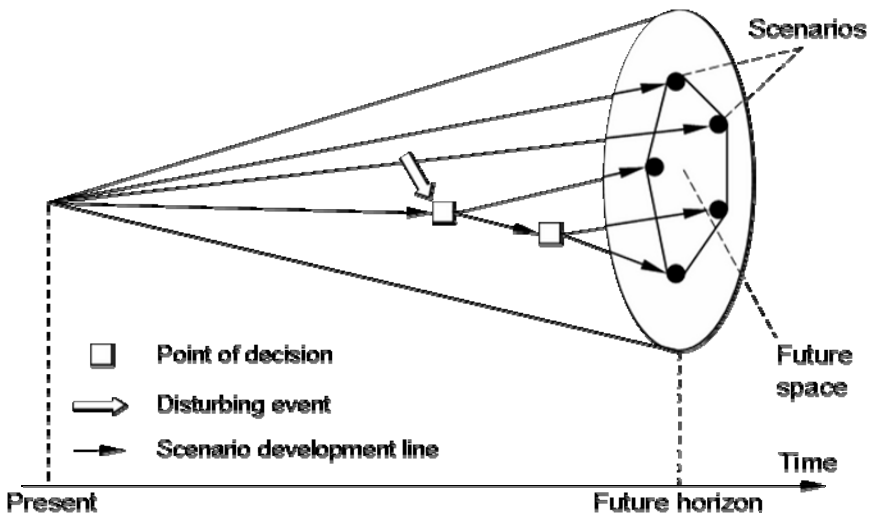 Scenarios
Future
space
Point of decision
Disturbing event
Scenario development line
Time
Present
Future horizon